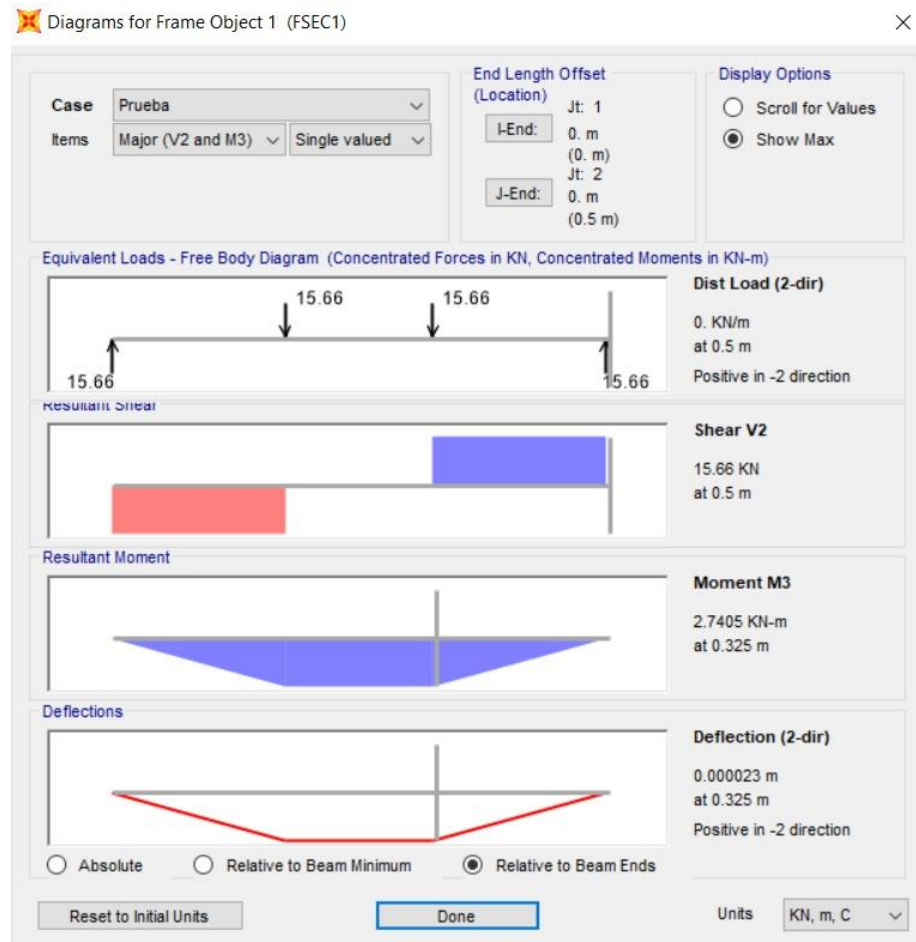 Diagrams for Frame Object 1 (FSEC1)
Case Prueba
Items Major (V2 and M3) Single valued
End Length Offset
(Location)
Jt: 1
I-End: 0. m
(0. m)
Jt: 2
J-End: 0. m
(0.5 m)
Display Options
Scroll for Values
Show Max
Equivalent Loads - Free Body Diagram (Concentrated Forces in KN, Concentrated Moments in KN-m)
15.66 15.66
15.66 15.66
Dist Load (2-dir)
0. KN/m
at 0.5 m
Positive in -2 direction
Resultant Shear
Shear V2
15.66 KN
at 0.5 m
Resultant Moment
Moment M3
2.7405 KN-m
at 0.325 m
Deflections
Deflection (2-dir)
0.000023 m
at 0.325 m
Positive in -2 direction
Absolute Relative to Beam Minimum Relative to Beam Ends
Reset to Initial Units Done Units KN, m, C